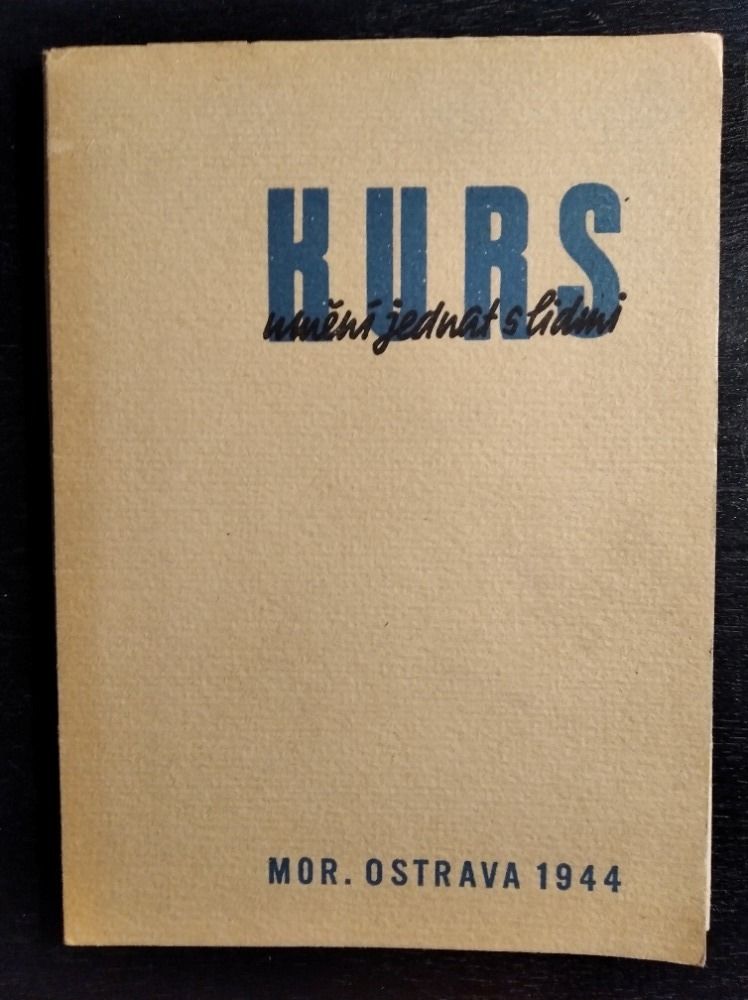 KURS
umění jednat s lidmi
MOR. OSTRAVA 1944